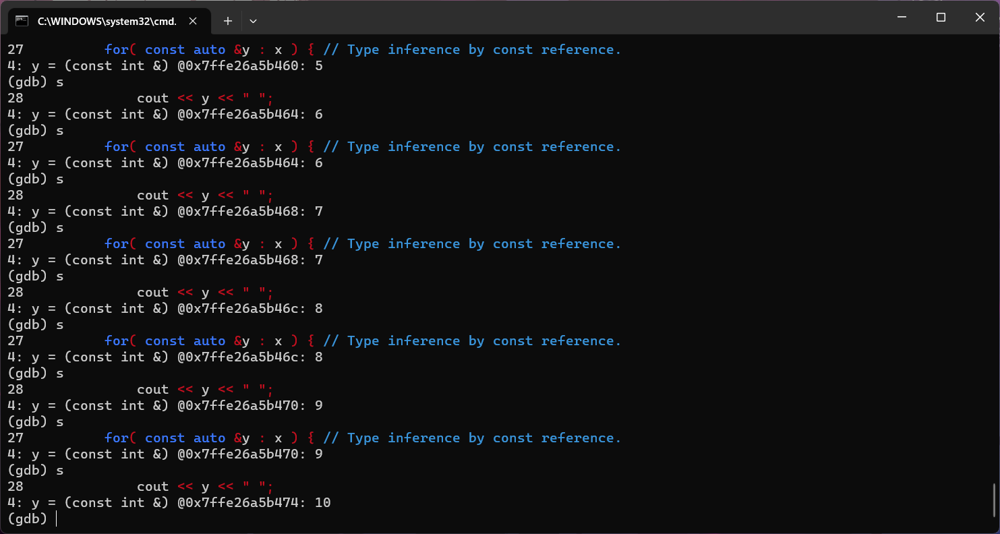 C:\WINDOWS\system32\cmd.
27          for( const auto &y : x ) { // Type inference by const reference.
4: y = (const int &) @0x7ffe26a5b460: 5
(gdb) s
28              cout << y << " ";
4: y = (const int &) @0x7ffe26a5b464: 6
(gdb) s
27          for( const auto &y : x ) { // Type inference by const reference.
4: y = (const int &) @0x7ffe26a5b464: 6
(gdb) s
28              cout << y << " ";
4: y = (const int &) @0x7ffe26a5b468: 7
(gdb) s
27          for( const auto &y : x ) { // Type inference by const reference.
4: y = (const int &) @0x7ffe26a5b468: 7
(gdb) s
28              cout << y << " ";
4: y = (const int &) @0x7ffe26a5b46c: 8
(gdb) s
27          for( const auto &y : x ) { // Type inference by const reference.
4: y = (const int &) @0x7ffe26a5b46c: 8
(gdb) s
28              cout << y << " ";
4: y = (const int &) @0x7ffe26a5b470: 9
(gdb) s
27          for( const auto &y : x ) { // Type inference by const reference.
4: y = (const int &) @0x7ffe26a5b470: 9
(gdb) s
28              cout << y << " ";
4: y = (const int &) @0x7ffe26a5b474: 10
(gdb)